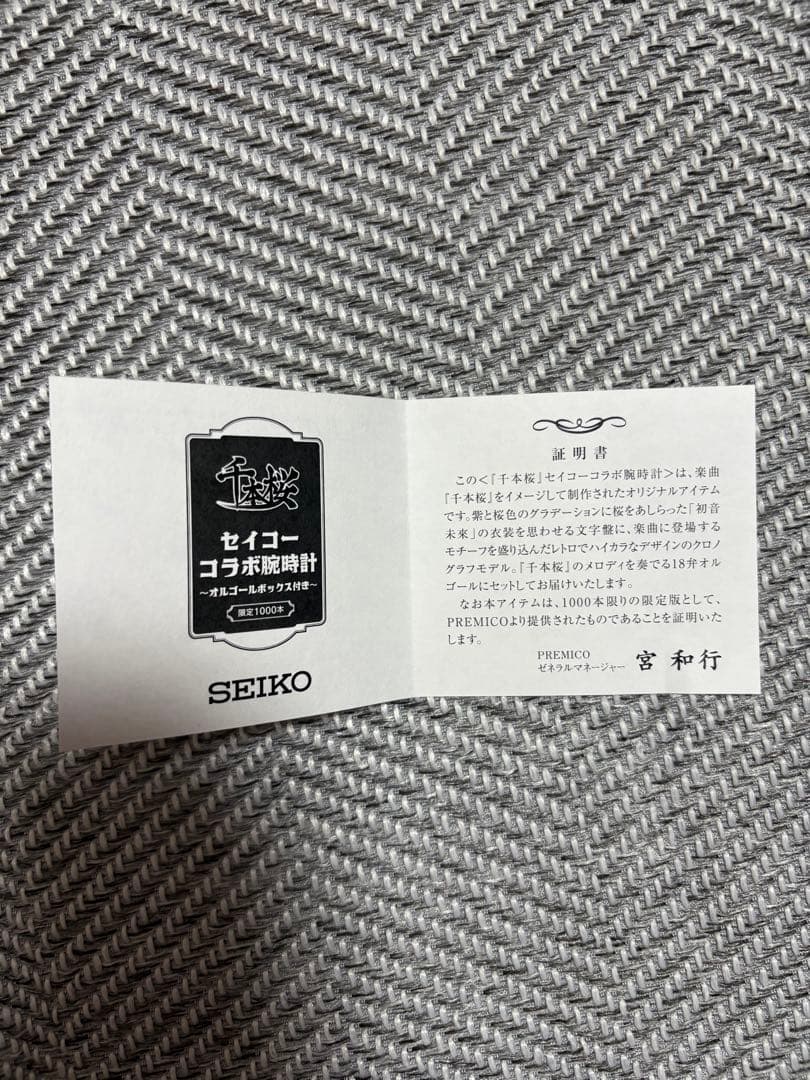 千本桜
セイコー
コラボ腕時計
〜オルゴールボックス付き〜
限定1000本
SEIKO
証明書
この＜『千本桜』セイコーコラボ腕時計＞は、楽曲
『千本桜』をイメージして制作されたオリジナルアイテム
です。紫と桜色のグラデーションに桜をあしらった「初音
未來」の衣装を思わせる文字盤に、楽曲に登場する
モチーフを盛り込んだレトロでハイカラなデザインのクロノ
グラフモデル。『千本桜』のメロディを奏でる18弁オル
ゴールにセットしてお届けいたします。
なお本アイテムは、1000本限りの限定版として、
PREMICOより提供されたものであることを証明いた
します。
PREMICO
ゼネラルマネージャー 宮 和行